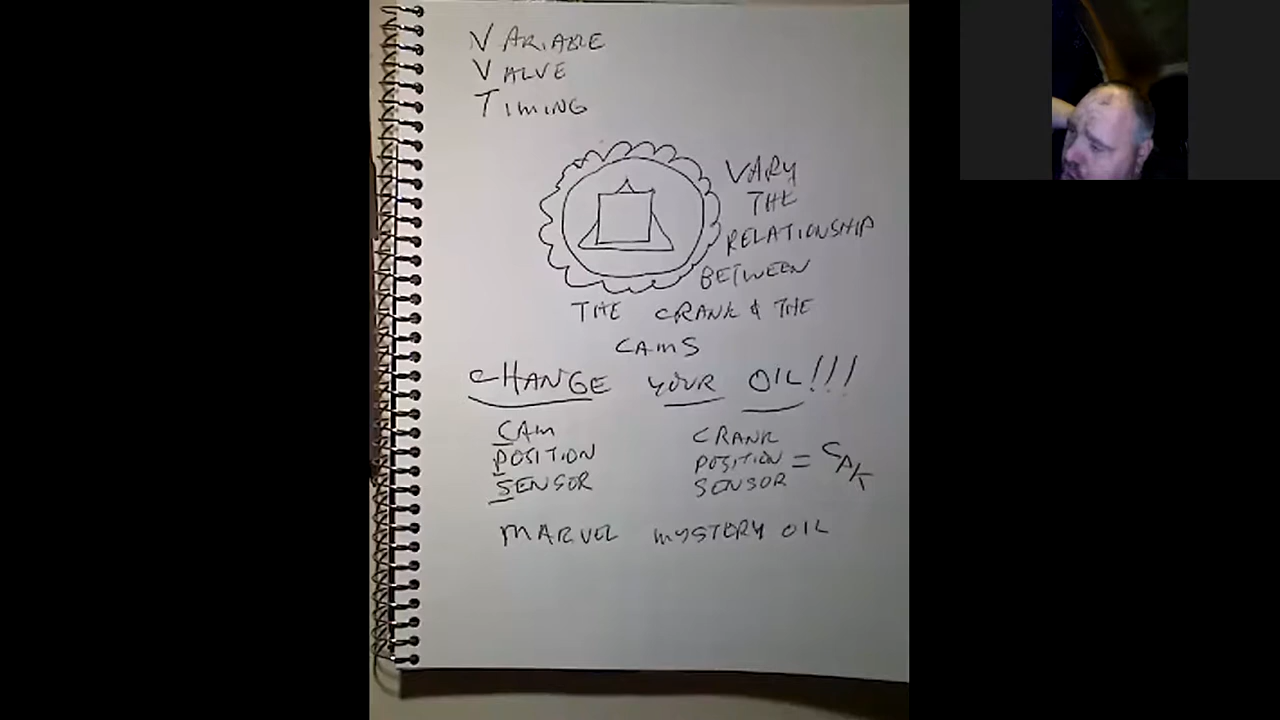 VARIABLE
VALVE
TIMING
VARY
THE
RELATIONSHIP
BETWEEN
THE CRANK & THE
CAMS
CHANGE YOUR OIL!!!
CAM
POSITION
SENSOR
CRANK
POSITION = CAK
SENSOR
MARVEL MYSTERY OIL